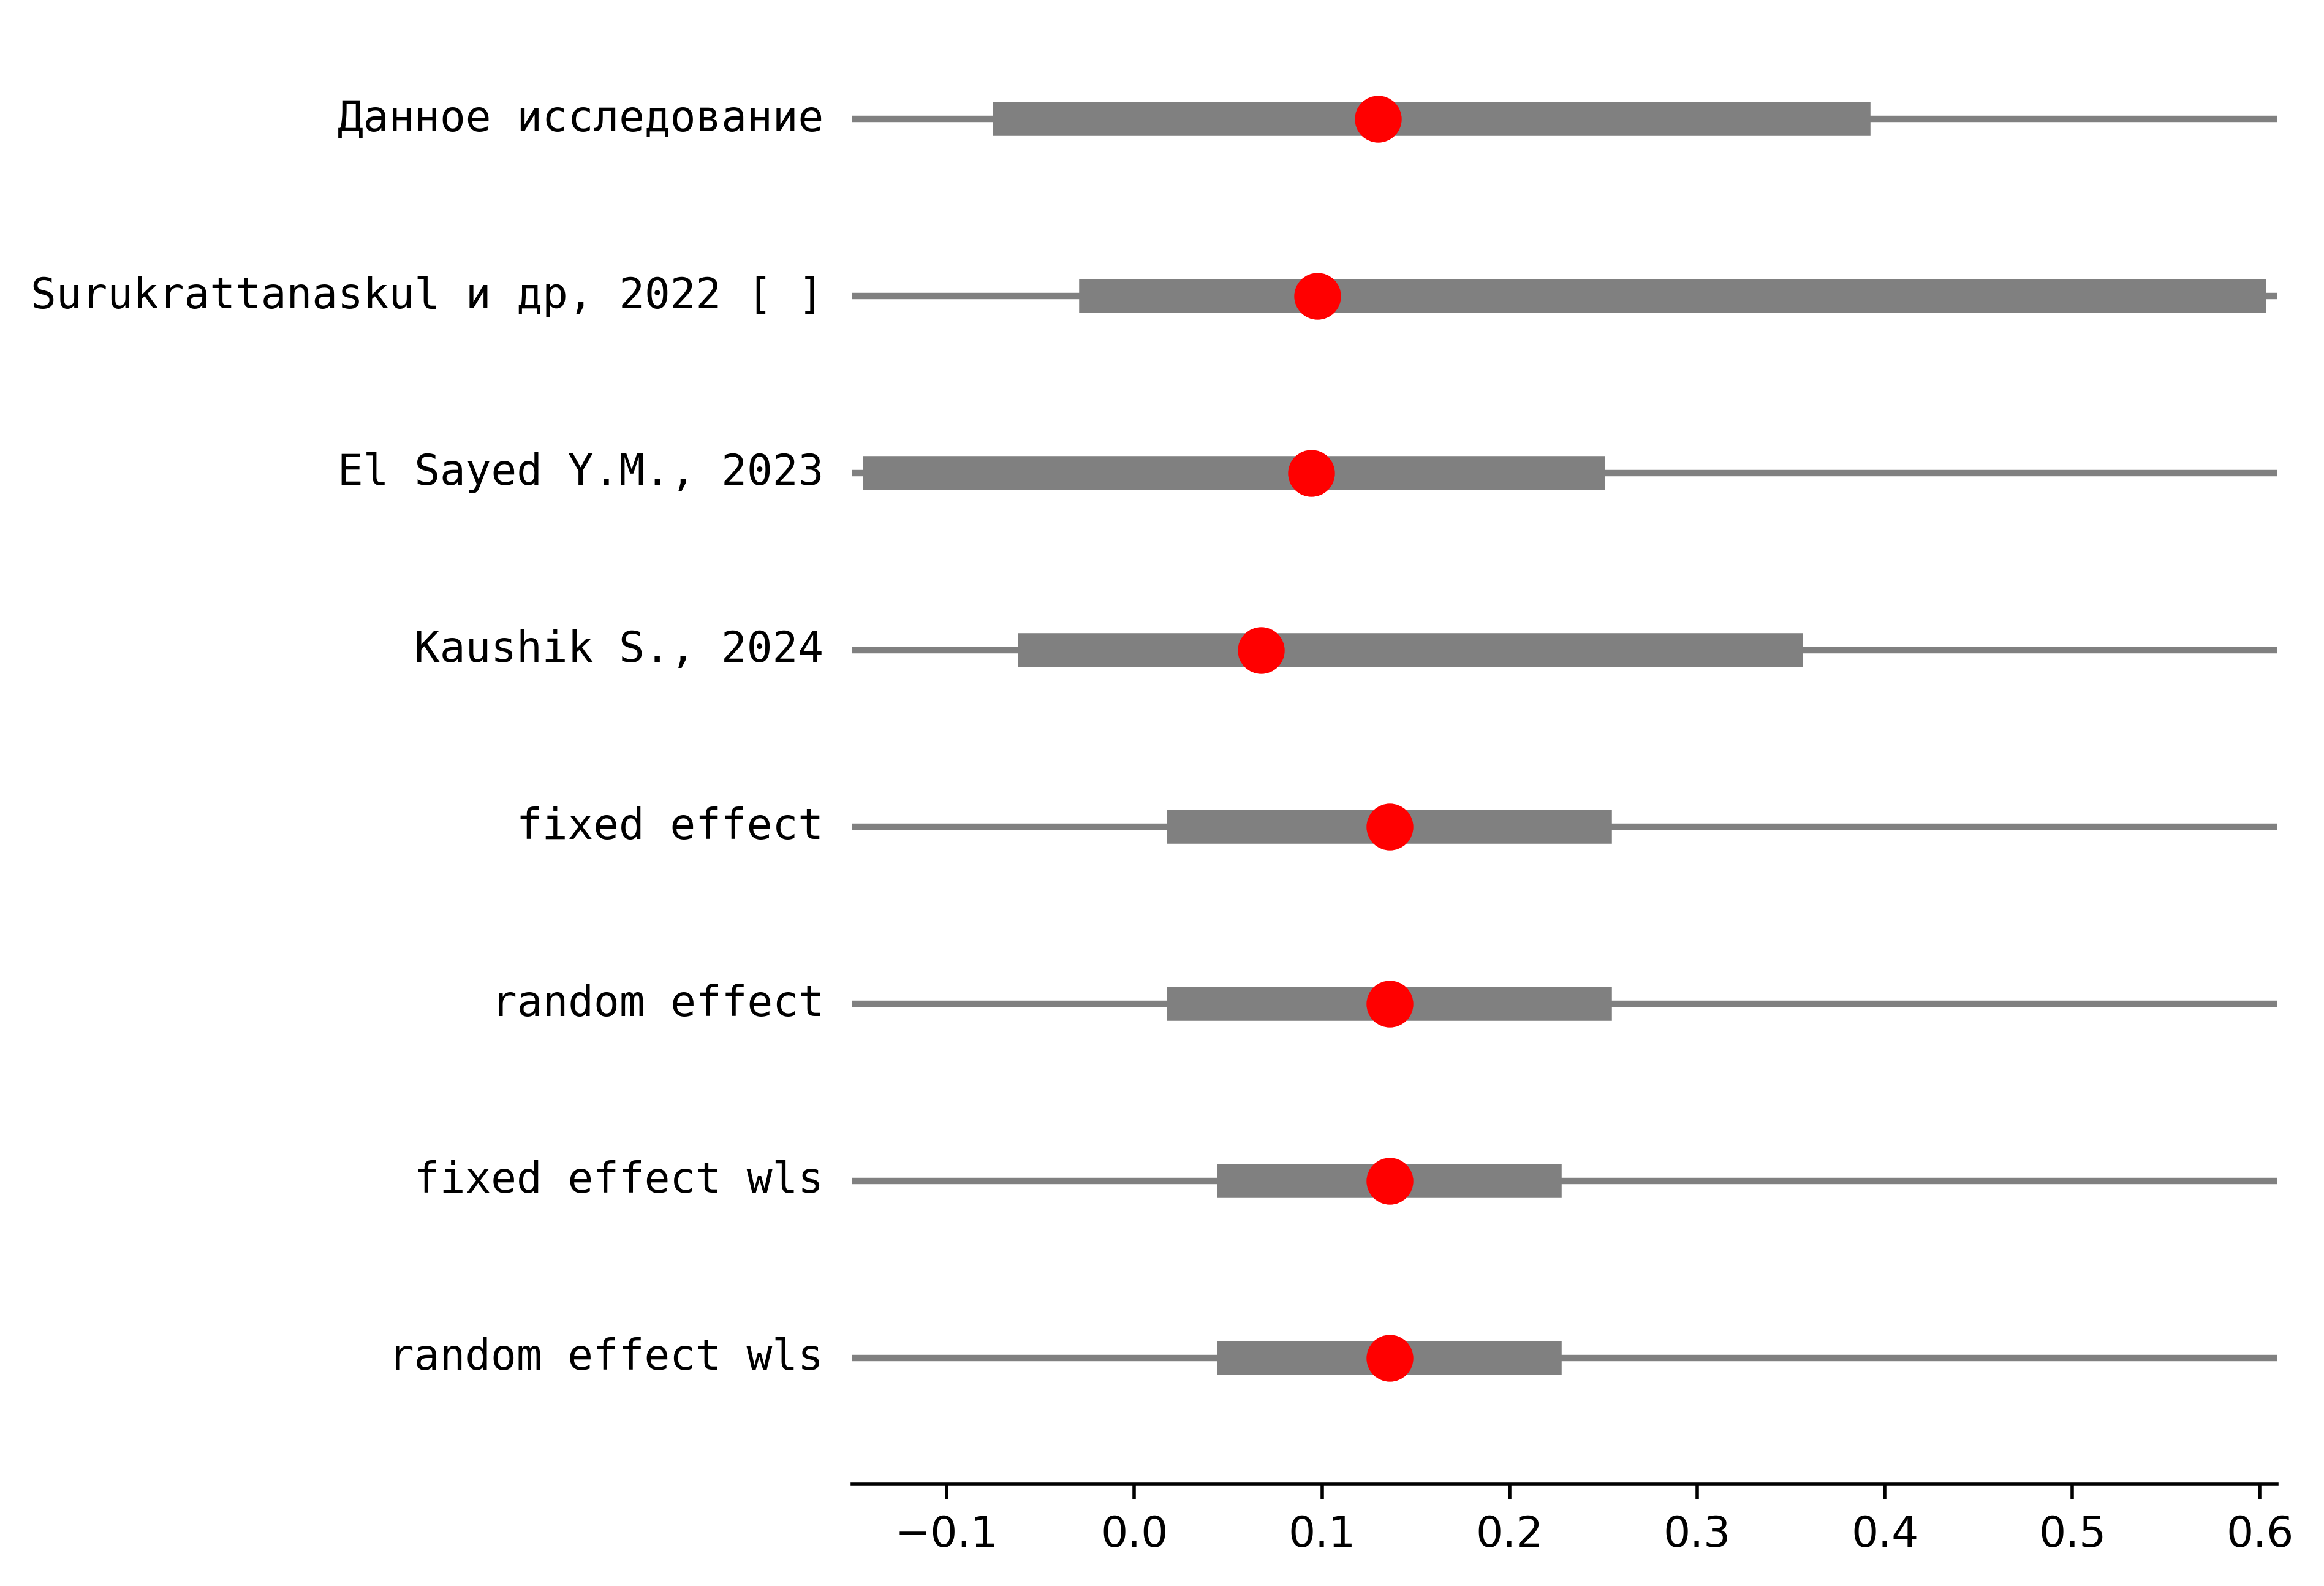 Данное исследование
Surukrattanaskul и др, 2022 [ ]
El Sayed Y.M., 2023
Kaushik S., 2024
fixed effect
random effect
fixed effect wls
random effect wls
−0.1 0.0 0.1 0.2 0.3 0.4 0.5 0.6